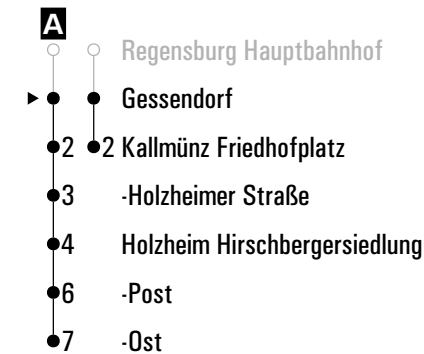 A
Regensburg Hauptbahnhof
Gessendorf
2 2 Kallmünz Friedhofplatz
3 -Holzheimer Straße
4 Holzheim Hirschbergersiedlung
6 -Post
7 -Ost